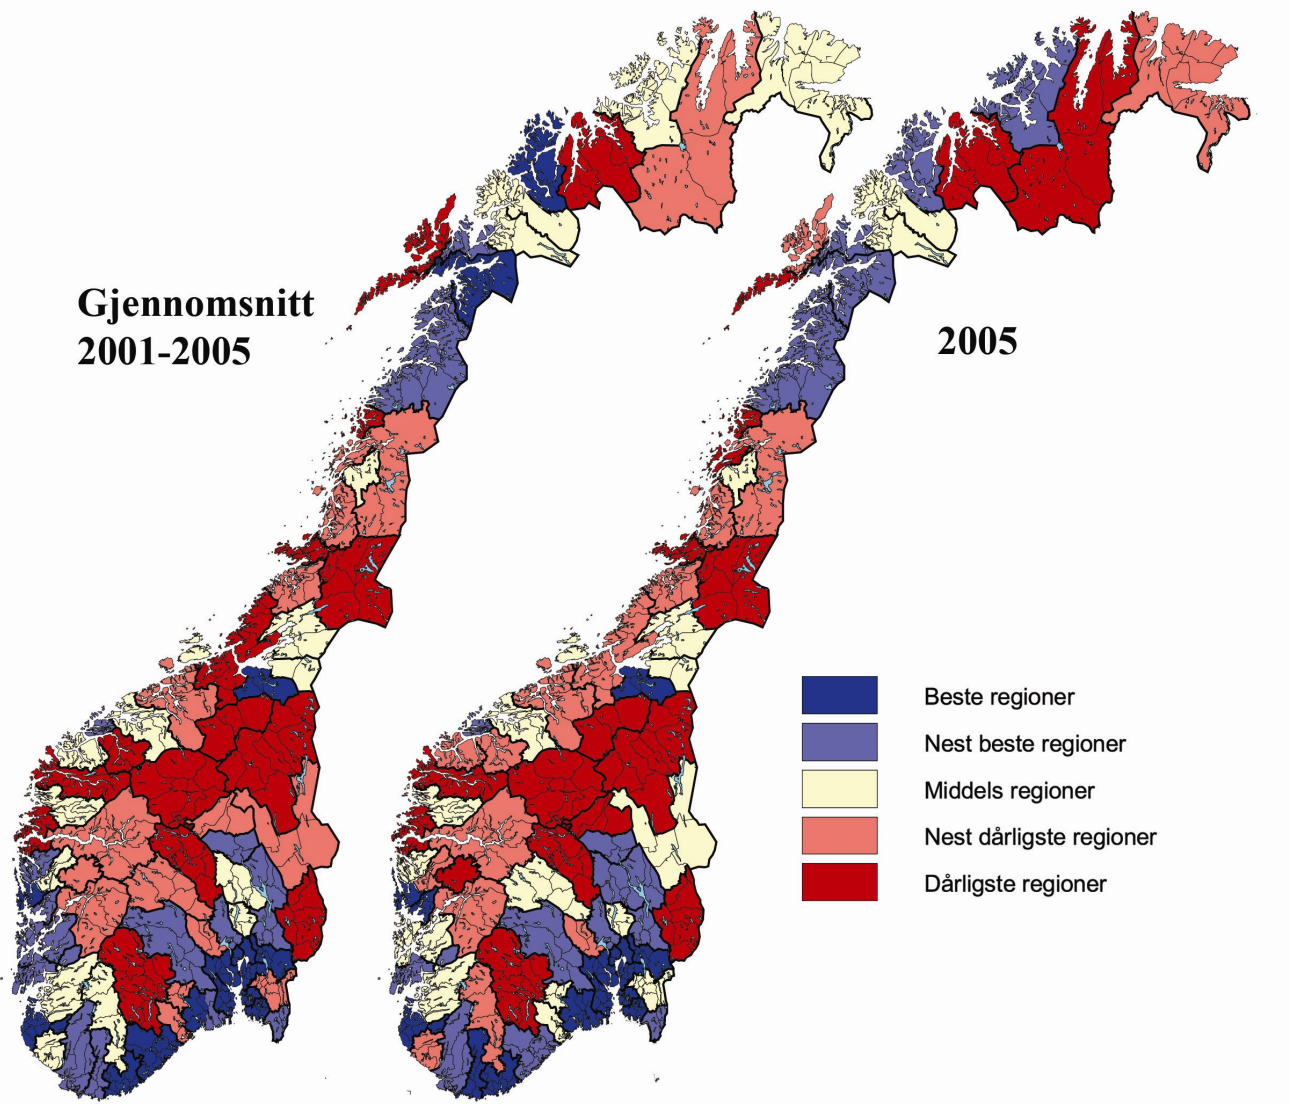 Gjennomsnitt
2001-2005
2005
Beste regioner
Nest beste regioner
Middels regioner
Nest dårligste regioner
Dårligste regioner